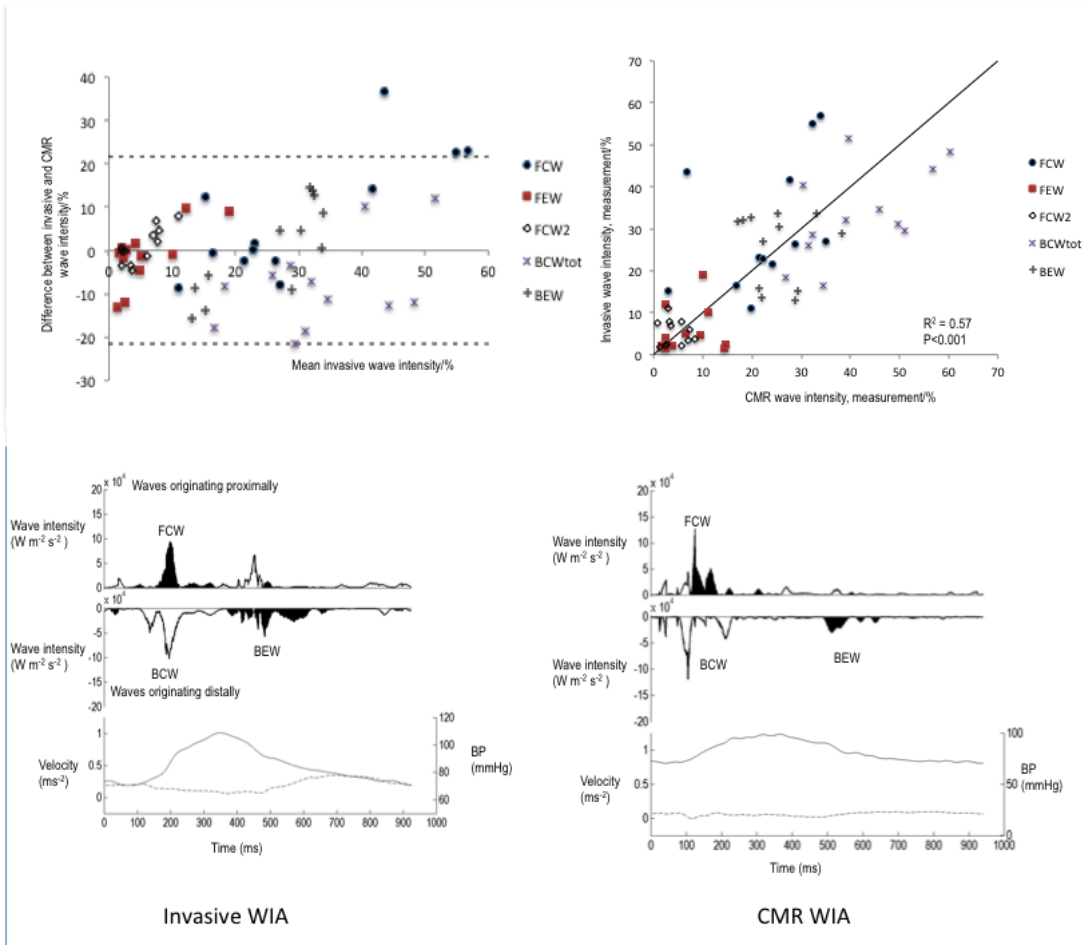 40
30
20
10
0
-10
-20
-30
0 10 20 30 40 50 60
Difference between invasive and CMR
wave intensity/%
Mean invasive wave intensity/%
FCW
FEW
FCW2
BCWtot
BEW
70
60
50
40
30
20
10
0
0 10 20 30 40 50 60 70
Invasive wave intensity, measurement/%
CMR wave intensity, measurement/%
R² = 0.57
P<0.001
FCW
FEW
FCW2
BCWtot
BEW
x 10⁴
Waves originating proximally
20
15
10
5
0
Wave intensity
(W m⁻² s⁻² )
FCW
x 10⁴
0
-5
-10
-15
-20
Wave intensity
(W m⁻² s⁻² )
BCW
BEW
Waves originating distally
1
0.5
0
Velocity
(ms⁻²)
120
100
80
60
BP
(mmHg)
0 100 200 300 400 500 600 700 800 900 1000
Time (ms)
Invasive WIA
x 10⁴
20
15
10
5
0
Wave intensity
(W m⁻² s⁻² )
FCW
x 10⁴
0
-5
-10
-15
-20
Wave intensity
(W m⁻² s⁻² )
BCW
BEW
1
0.5
0
Velocity
(ms⁻²)
100
50
0
BP
(mmHg)
0 100 200 300 400 500 600 700 800 900 1000
Time (ms)
CMR WIA